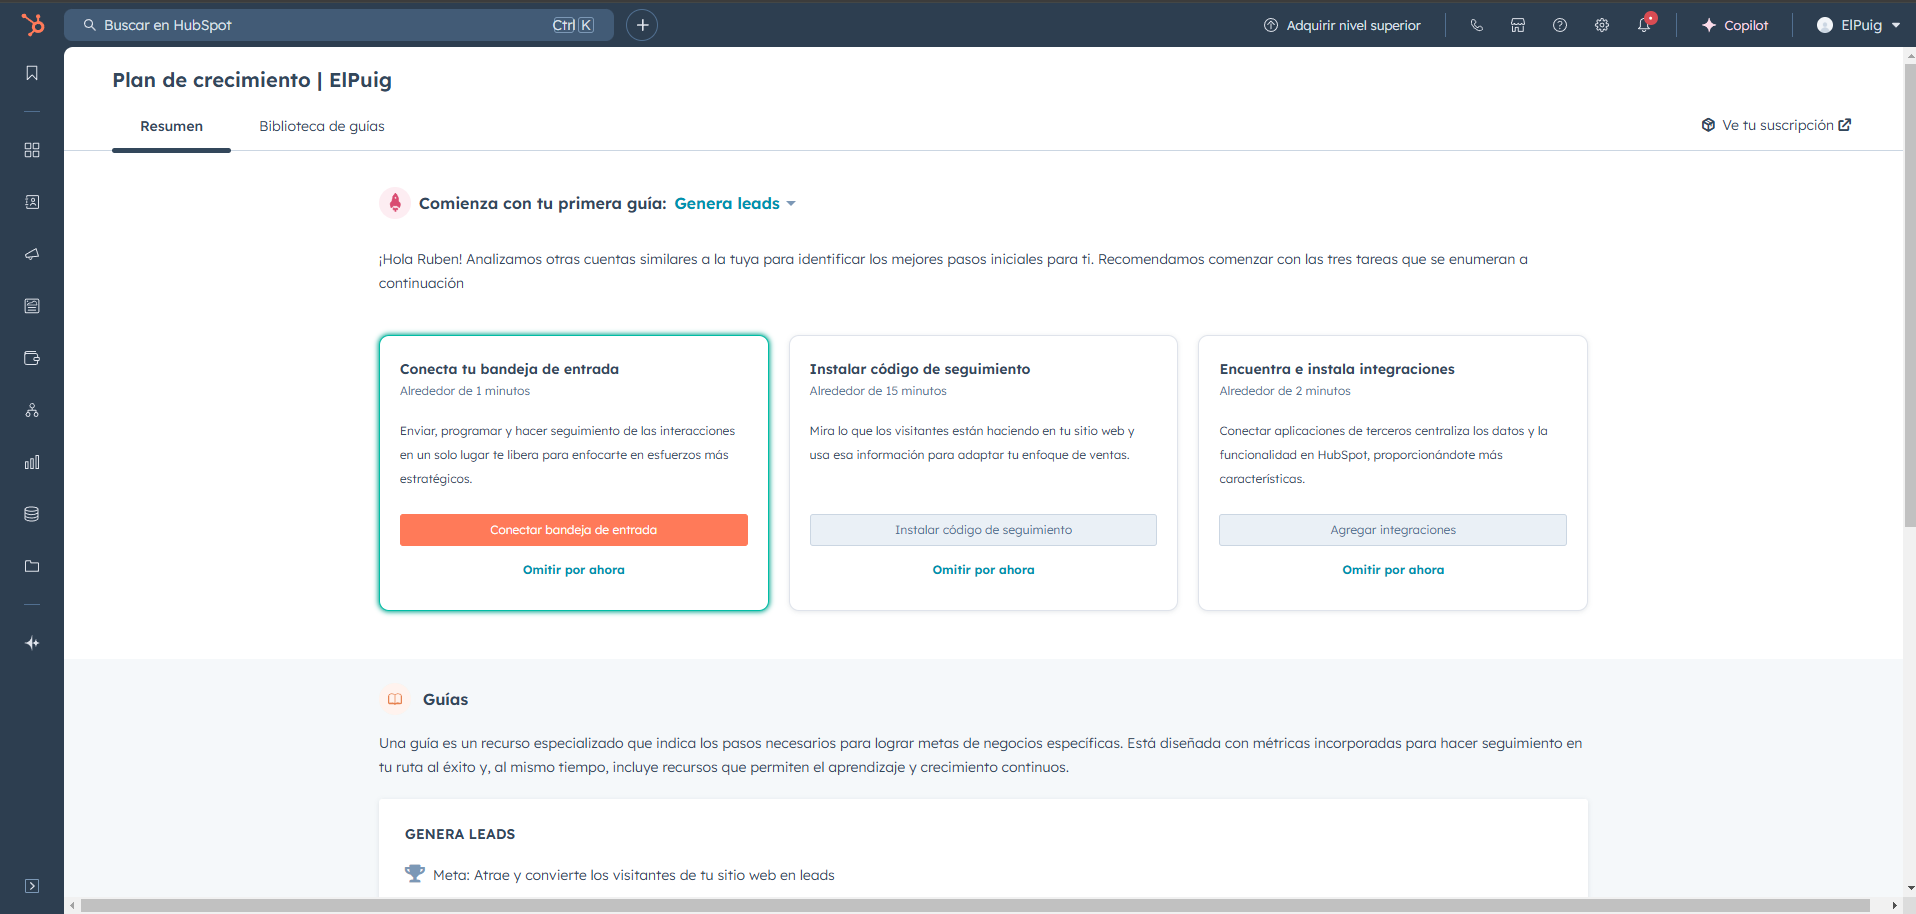 Buscar en HubSpot
Ctrl K
Adquirir nivel superior
Copilot
ElPuig
Plan de crecimiento | ElPuig
Resumen
Biblioteca de guías
Ve tu suscripción
Comienza con tu primera guía: Genera leads
¡Hola Ruben! Analizamos otras cuentas similares a la tuya para identificar los mejores pasos iniciales para ti. Recomendamos comenzar con las tres tareas que se enumeran a
continuación
Conecta tu bandeja de entrada
Alrededor de 1 minutos
Enviar, programar y hacer seguimiento de las interacciones
en un solo lugar te libera para enfocarte en esfuerzos más
estratégicos.
Conectar bandeja de entrada
Omitir por ahora
Instalar código de seguimiento
Alrededor de 15 minutos
Mira lo que los visitantes están haciendo en tu sitio web y
usa esa información para adaptar tu enfoque de ventas.
Instalar código de seguimiento
Omitir por ahora
Encuentra e instala integraciones
Alrededor de 2 minutos
Conectar aplicaciones de terceros centraliza los datos y la
funcionalidad en HubSpot, proporcionándote más
características.
Agregar integraciones
Omitir por ahora
Guías
Una guía es un recurso especializado que indica los pasos necesarios para lograr metas de negocios específicas. Está diseñada con métricas incorporadas para hacer seguimiento en
tu ruta al éxito y, al mismo tiempo, incluye recursos que permiten el aprendizaje y crecimiento continuos.
GENERA LEADS
Meta: Atrae y convierte los visitantes de tu sitio web en leads